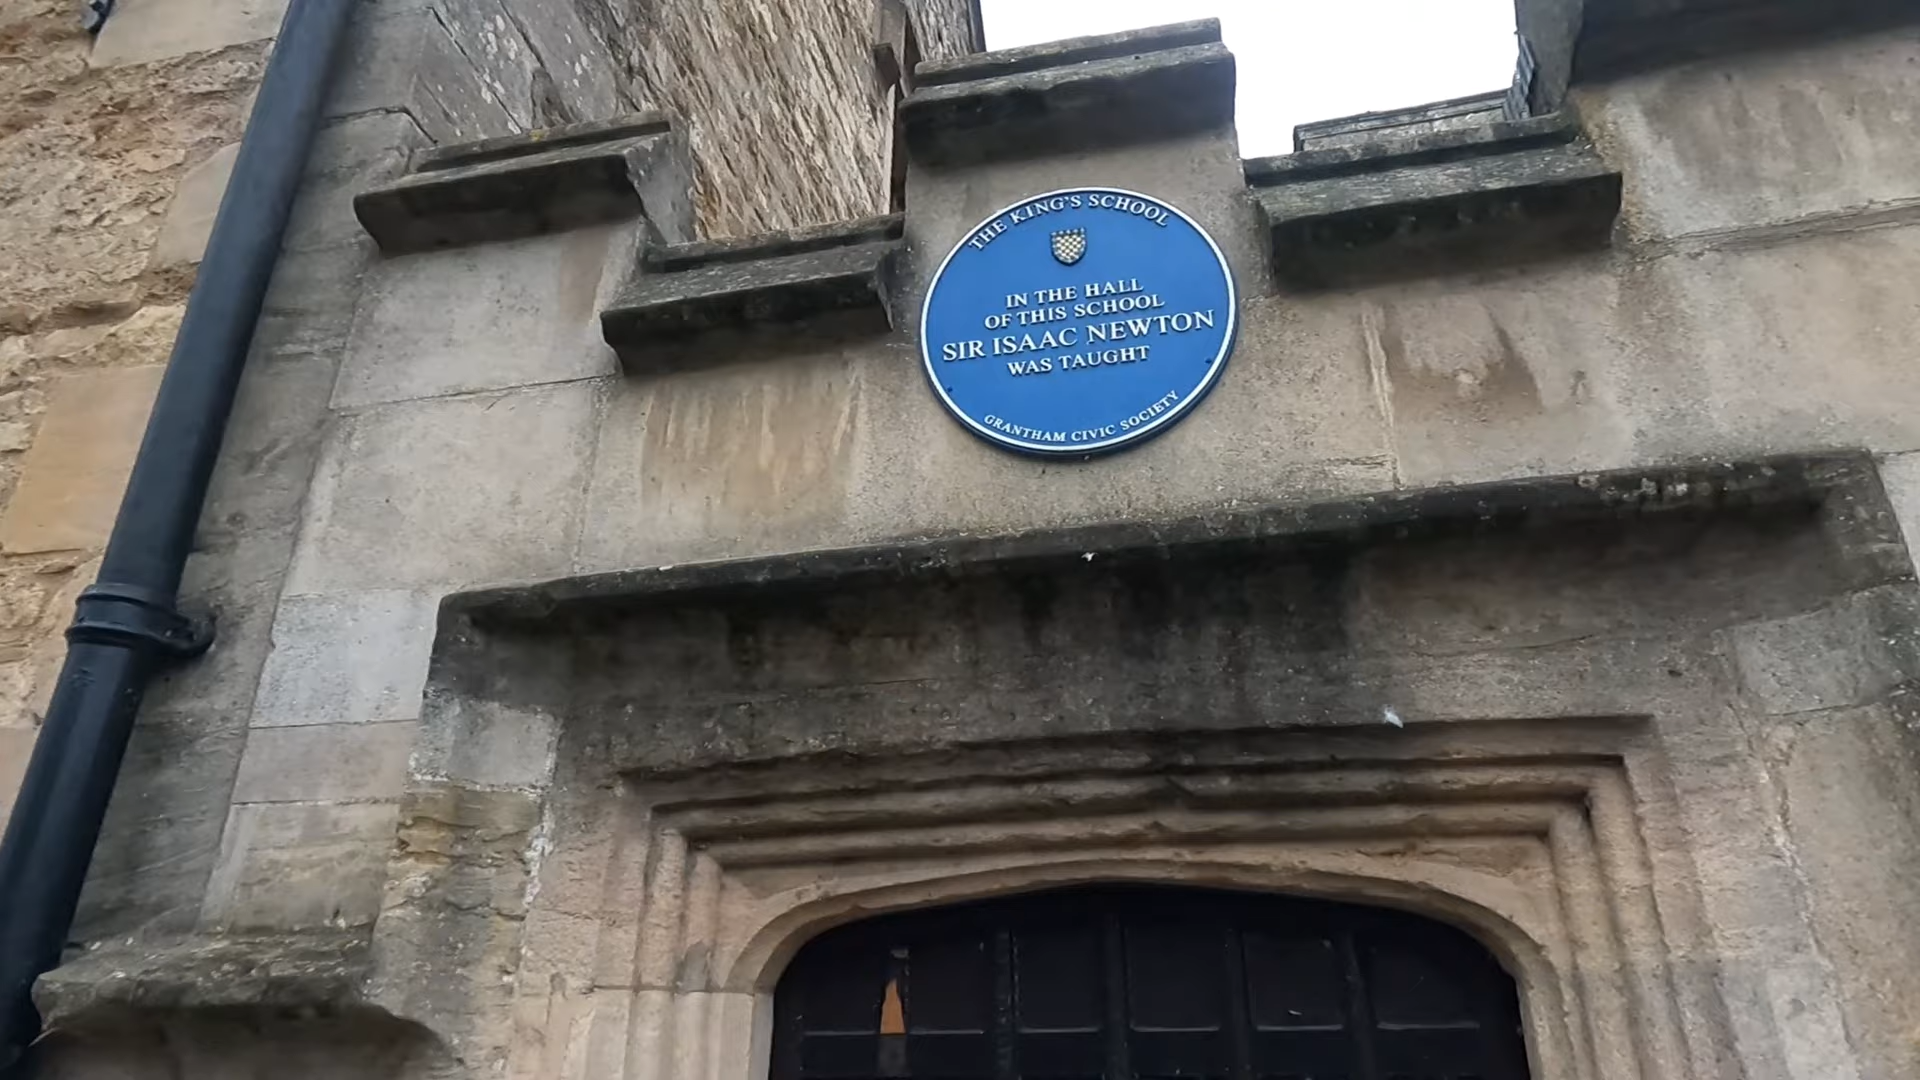 THE KING'S SCHOOL
IN THE HALL
OF THIS SCHOOL
SIR ISAAC NEWTON
WAS TAUGHT
GRANTHAM CIVIC SOCIETY